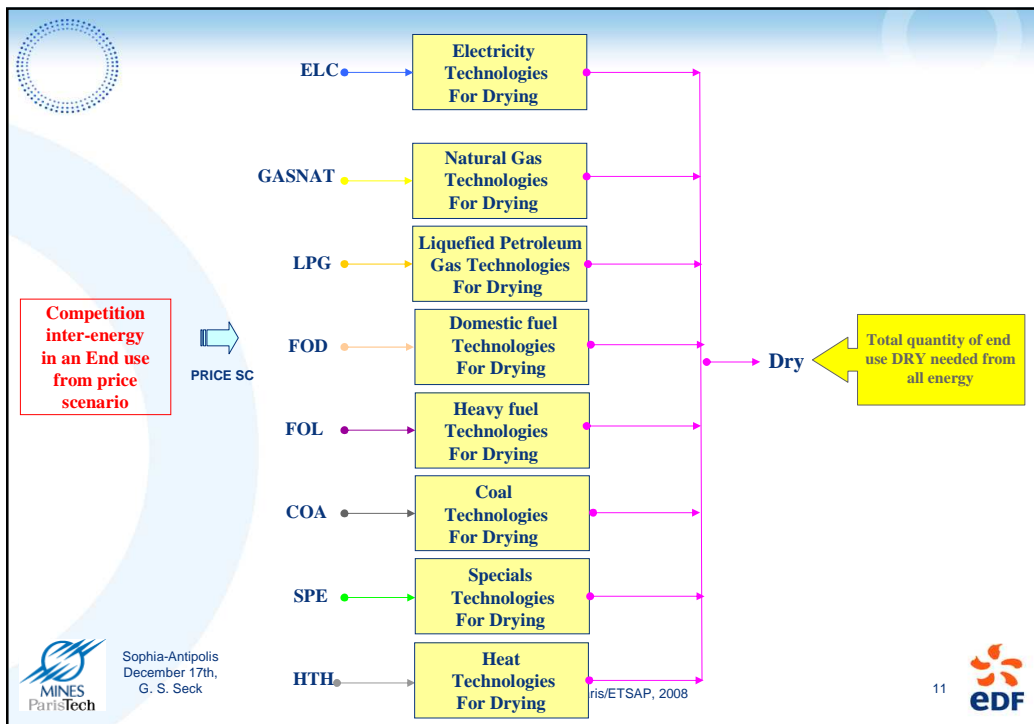 ELC
Electricity
Technologies
For Drying
GASNAT
Natural Gas
Technologies
For Drying
LPG
Liquefied Petroleum
Gas Technologies
For Drying
Competition
inter-energy
in an End use
from price
scenario
PRICE SC
FOD
Domestic fuel
Technologies
For Drying
Dry
Total quantity of end
use DRY needed from
all energy
FOL
Heavy fuel
Technologies
For Drying
COA
Coal
Technologies
For Drying
SPE
Specials
Technologies
For Drying
HTH
Heat
Technologies
For Drying
MINES
ParisTech
Sophia-Antipolis
December 17th,
G. S. Seck
ris/ETSAP, 2008
11
eDF